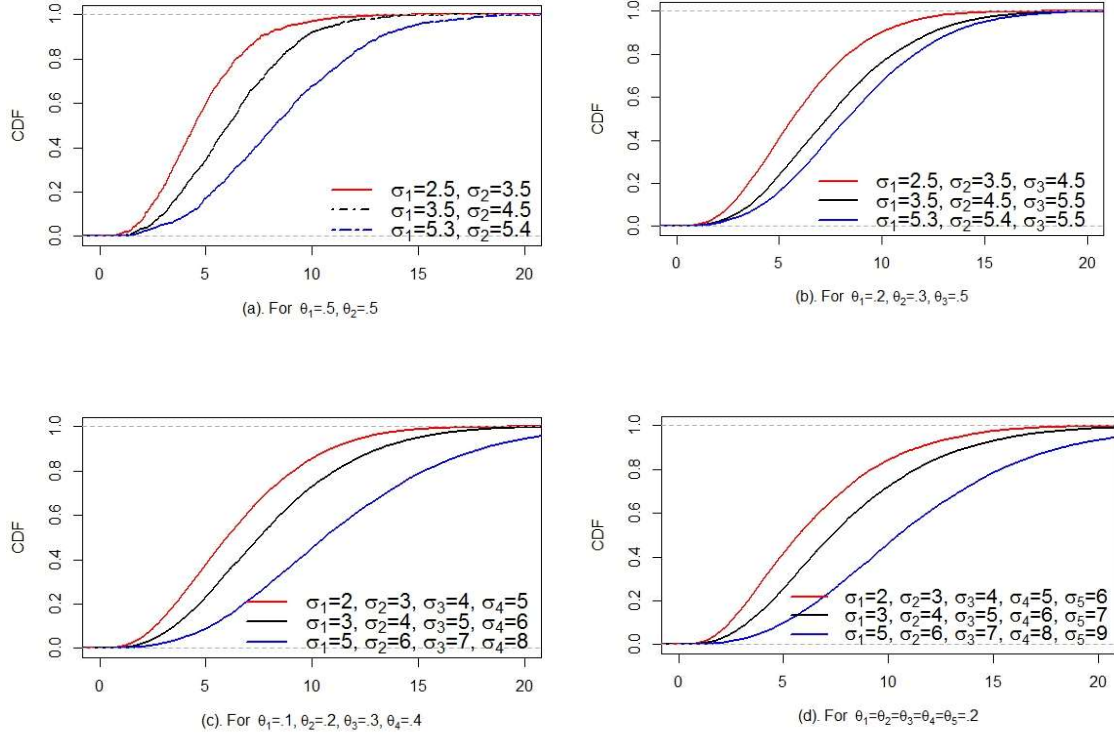 CDF
1.0
0.8
0.6
0.4
0.2
0.0
σ1=2.5, σ2=3.5
σ1=3.5, σ2=4.5
σ1=5.3, σ2=5.4
0 5 10 15 20
(a). For θ1=.5, θ2=.5
CDF
1.0
0.8
0.6
0.4
0.2
0.0
σ1=2.5, σ2=3.5, σ3=4.5
σ1=3.5, σ2=4.5, σ3=5.5
σ1=5.3, σ2=5.4, σ3=5.5
0 5 10 15 20
(b). For θ1=.2, θ2=.3, θ3=.5
CDF
1.0
0.8
0.6
0.4
0.2
0.0
σ1=2, σ2=3, σ3=4, σ4=5
σ1=3, σ2=4, σ3=5, σ4=6
σ1=5, σ2=6, σ3=7, σ4=8
0 5 10 15 20
(c). For θ1=.1, θ2=.2, θ3=.3, θ4=.4
CDF
1.0
0.8
0.6
0.4
0.2
0.0
σ1=2, σ2=3, σ3=4, σ4=5, σ5=6
σ1=3, σ2=4, σ3=5, σ4=6, σ5=7
σ1=5, σ2=6, σ3=7, σ4=8, σ5=9
0 5 10 15 20
(d). For θ1=θ2=θ3=θ4=θ5=.2